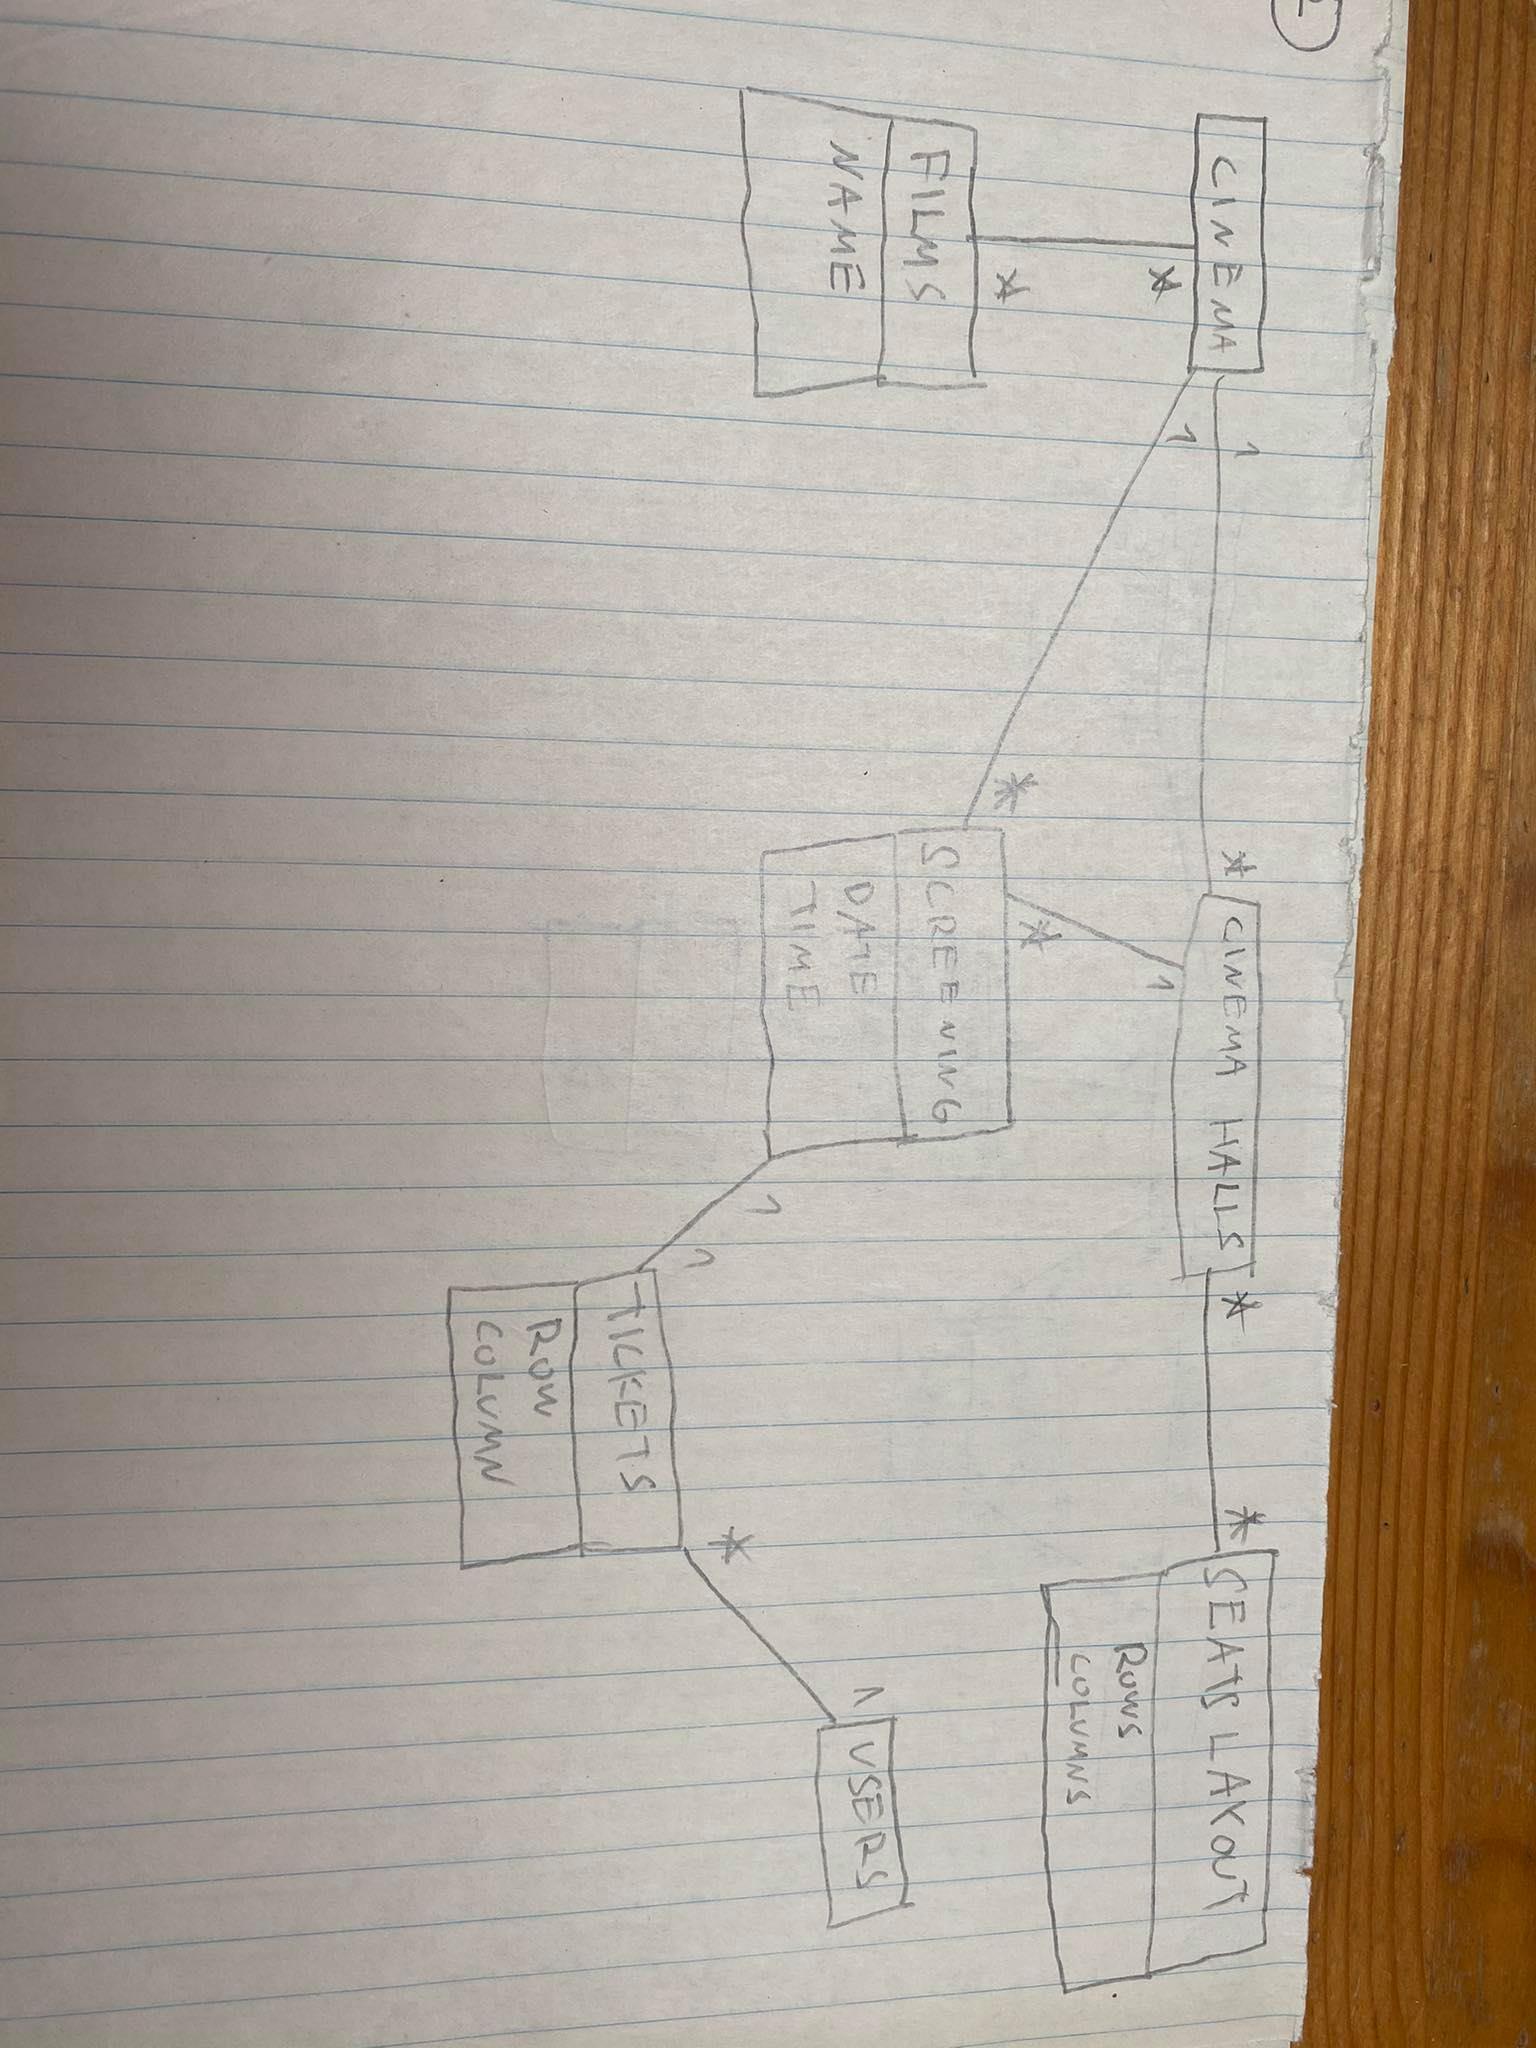 CINEMA
1
*
CINEMA HALLS
*
*
SEATS LAYOUT
ROWS
COLUMNS
1
*
1
*
*
*
FILMS
NAME
SCREENING
DATE
TIME
1
USERS
1
1
*
TICKETS
ROW
COLUMN